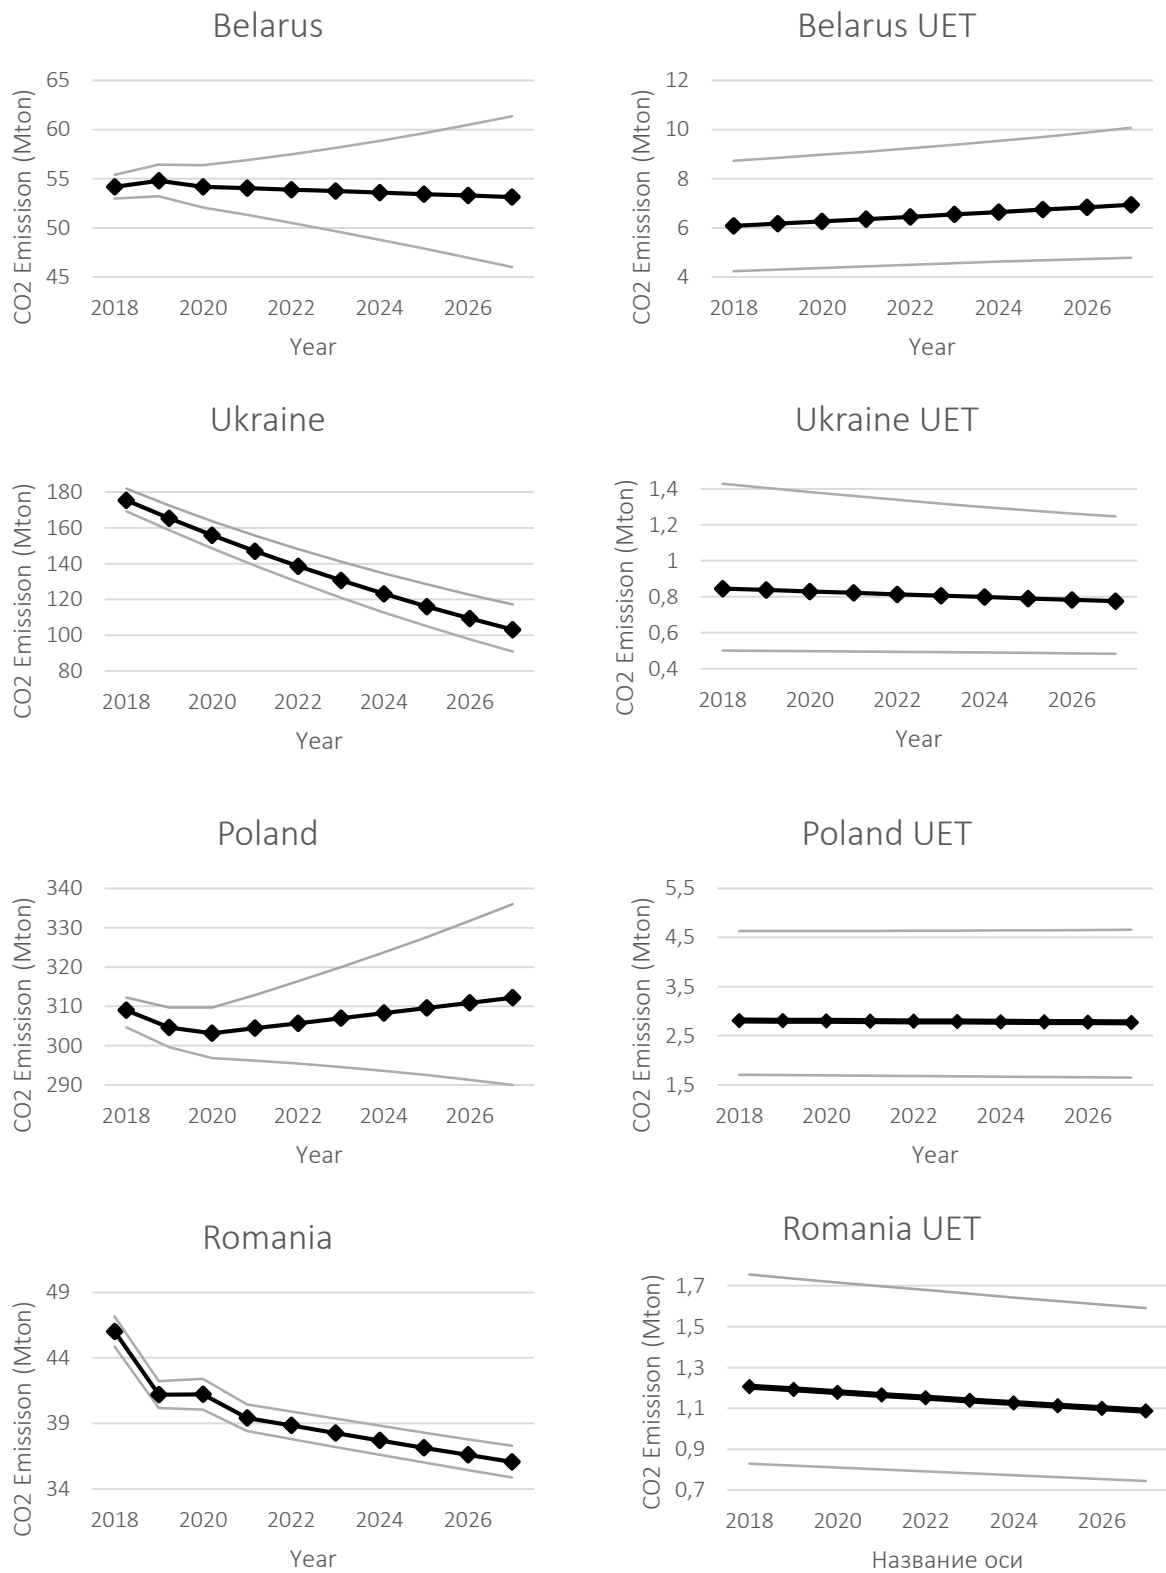 Belarus
CO2 Emissison (Mton)
65
60
55
50
45
2018 2020 2022 2024 2026
Year
Belarus UET
CO2 Emissison (Mton)
12
10
8
6
4
2018 2020 2022 2024 2026
Year
Ukraine
CO2 Emissison (Mton)
180
160
140
120
100
80
2018 2020 2022 2024 2026
Year
Ukraine UET
CO2 Emissison (Mton)
1,4
1,2
1
0,8
0,6
0,4
2018 2020 2022 2024 2026
Year
Poland
CO2 Emissison (Mton)
340
330
320
310
300
290
2018 2020 2022 2024 2026
Year
Poland UET
CO2 Emissison (Mton)
5,5
4,5
3,5
2,5
1,5
2018 2020 2022 2024 2026
Year
Romania
CO2 Emissison (Mton)
49
44
39
34
2018 2020 2022 2024 2026
Year
Romania UET
CO2 Emissison (Mton)
1,7
1,5
1,3
1,1
0,9
0,7
2018 2020 2022 2024 2026
Название оси